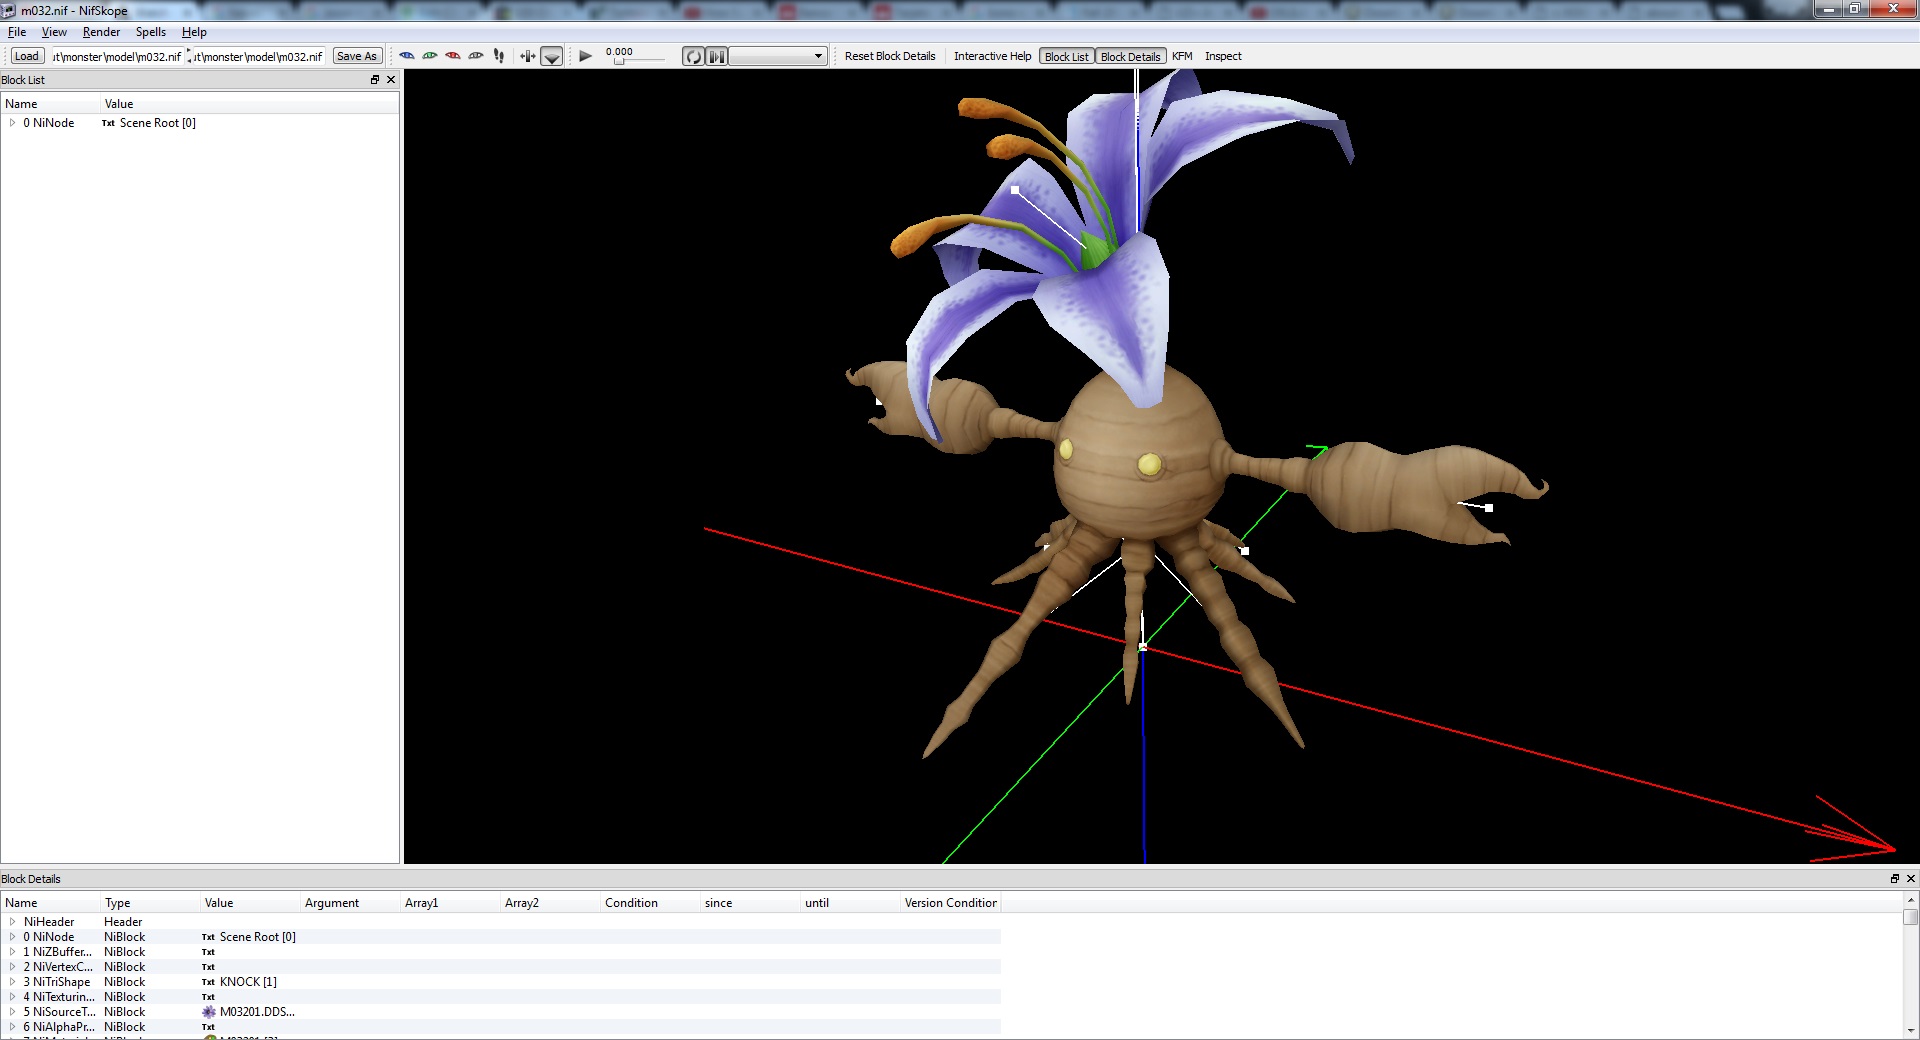 m032.nif - NifSkope
File View Render Spells Help
Load ıt\monster\model\m032.nif ıt\monster\model\m032.nif Save As 0.000 Reset Block Details Interactive Help Block List Block Details KFM Inspect
Block List
Name Value
0 NiNode Txt Scene Root [0]
Block Details
Name Type Value Argument Array1 Array2 Condition since until Version Condition
NiHeader Header
0 NiNode NiBlock Txt Scene Root [0]
1 NiZBuffer... NiBlock Txt
2 NiVertexC... NiBlock Txt
3 NiTriShape NiBlock Txt KNOCK [1]
4 NiTexturin... NiBlock Txt
5 NiSourceT... NiBlock M03201.DDS...
6 NiAlphaPr... NiBlock Txt